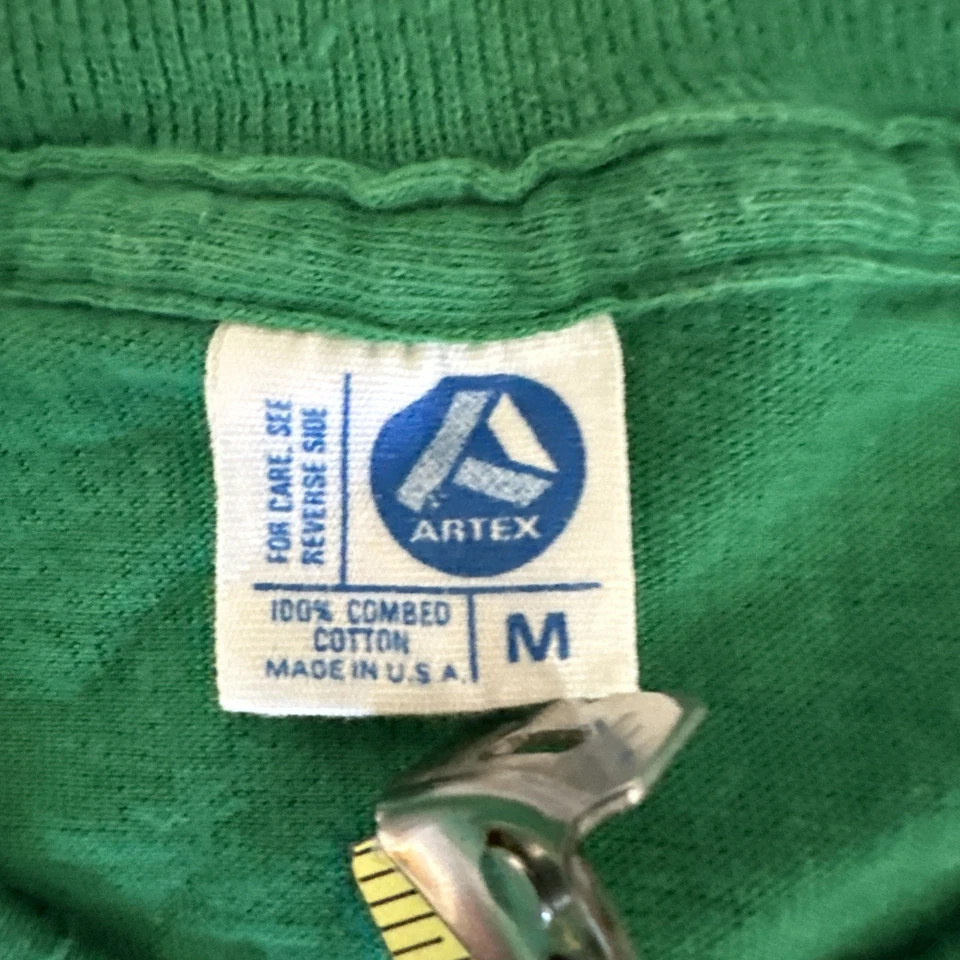 FOR CARE. SEE
REVERSE SIDE
ARTEX
100% COMBED
COTTON
MADE IN U.S.A.
M